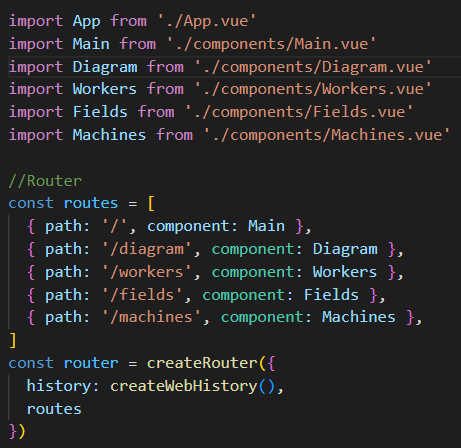 import App from './App.vue'
import Main from './components/Main.vue'
import Diagram from './components/Diagram.vue'
import Workers from './components/Workers.vue'
import Fields from './components/Fields.vue'
import Machines from './components/Machines.vue'

//Router
const routes = [
  { path: '/', component: Main },
  { path: '/diagram', component: Diagram },
  { path: '/workers', component: Workers },
  { path: '/fields', component: Fields },
  { path: '/machines', component: Machines },
]
const router = createRouter({
  history: createWebHistory(),
  routes
})